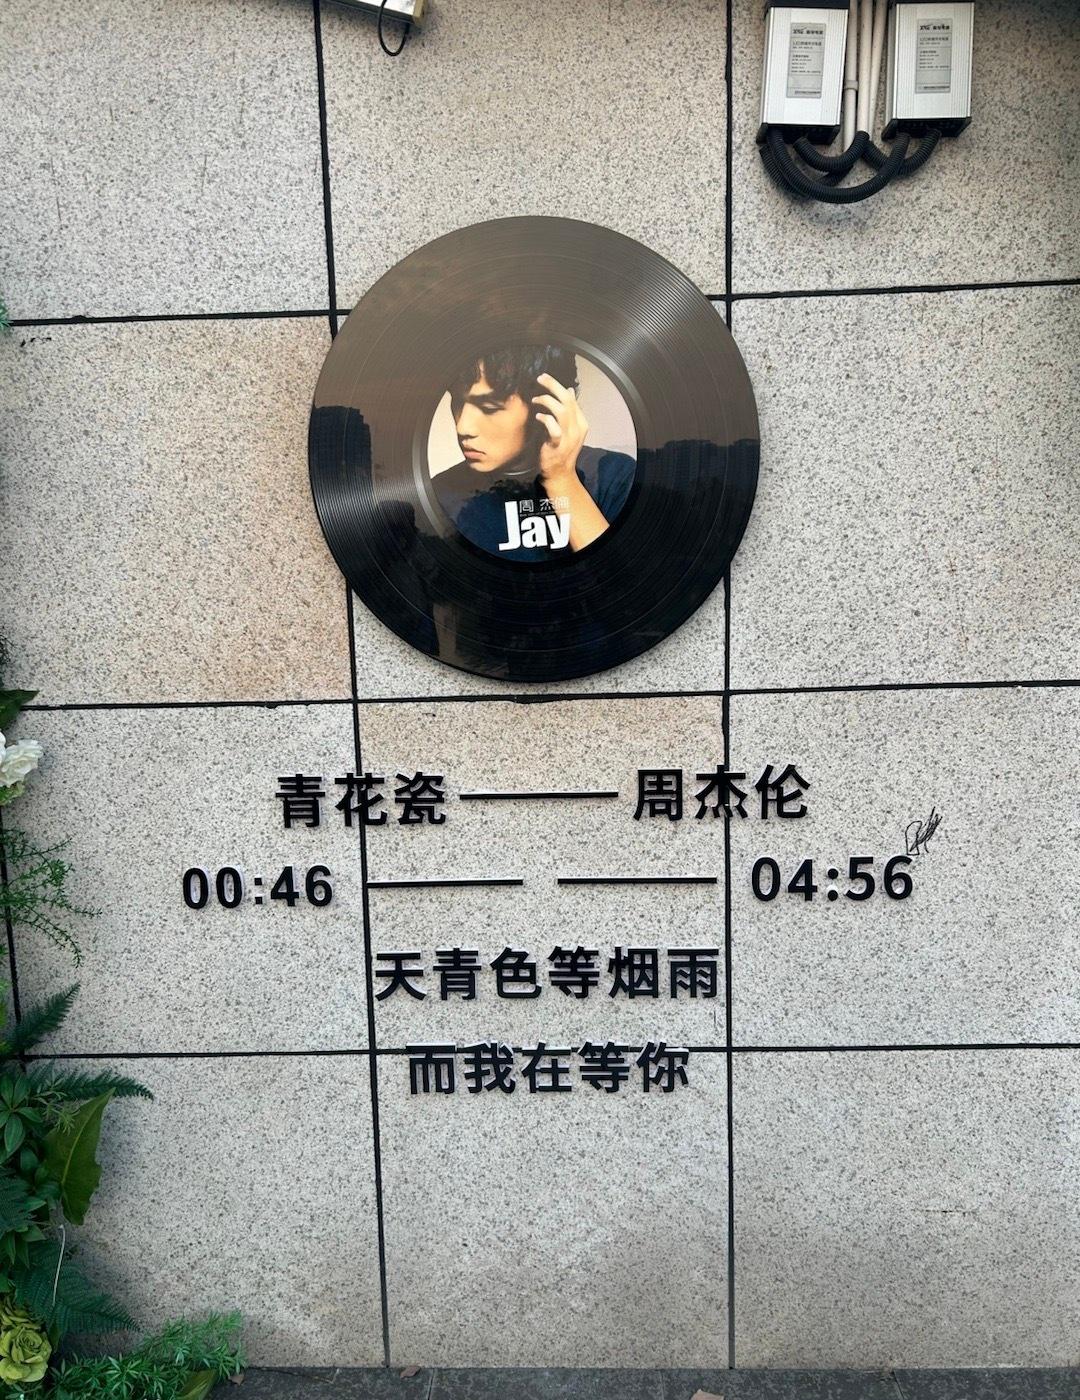 周杰倫
Jay
青花瓷——周杰伦
00:46 —— —— 04:56
天青色等烟雨
而我在等你